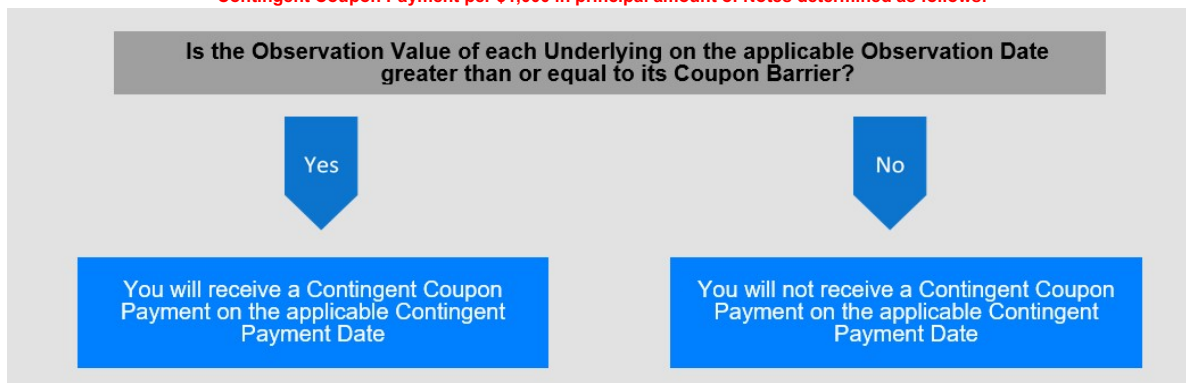 Contingent Coupon Payment per $1,000 in principal amount of Notes determined as follows:
Is the Observation Value of each Underlying on the applicable Observation Date
greater than or equal to its Coupon Barrier?
Yes
No
You will receive a Contingent Coupon
Payment on the applicable Contingent
Payment Date
You will not receive a Contingent Coupon
Payment on the applicable Contingent
Payment Date